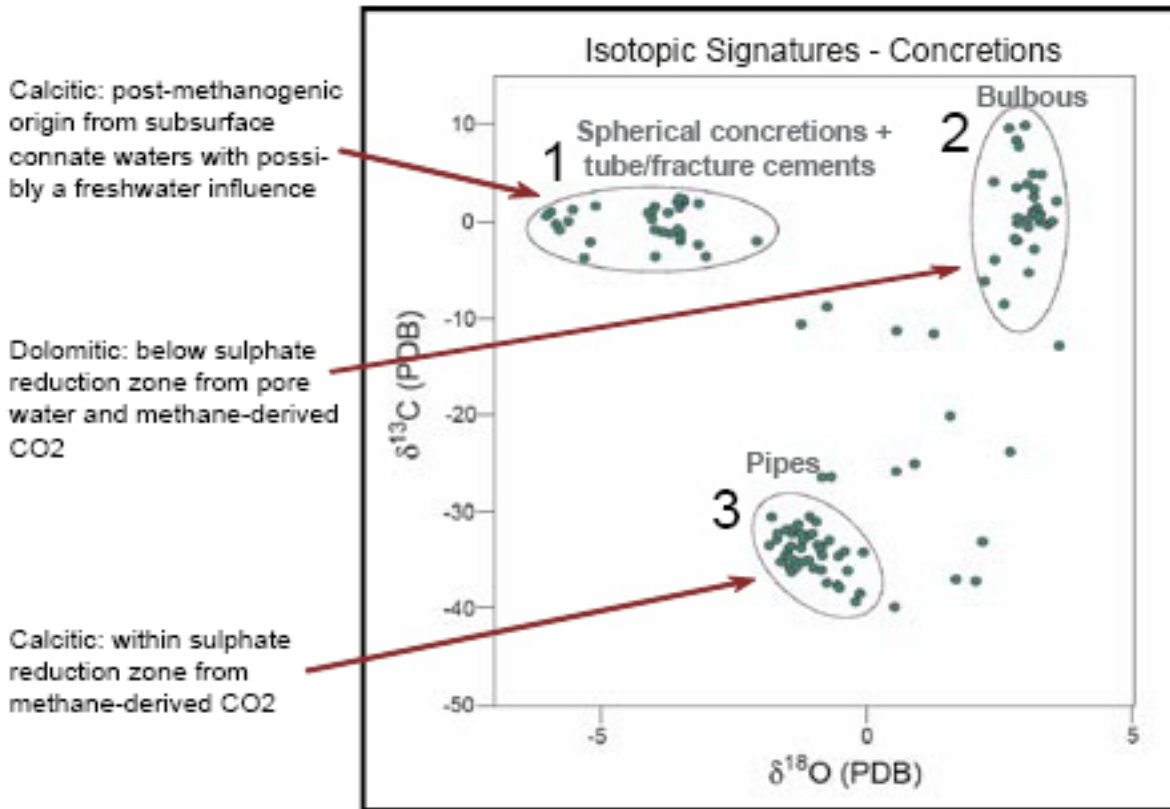 Isotopic Signatures - Concretions
Calcitic: post-methanogenic
origin from subsurface
connate waters with possi-
bly a freshwater influence
Dolomitic: below sulphate
reduction zone from pore
water and methane-derived
CO2
Calcitic: within sulphate
reduction zone from
methane-derived CO2
1
Spherical concretions +
tube/fracture cements
2
Bulbous
3
Pipes
δ13C (PDB)
10
0
-10
-20
-30
-40
-50
-5
0
5
δ18O (PDB)